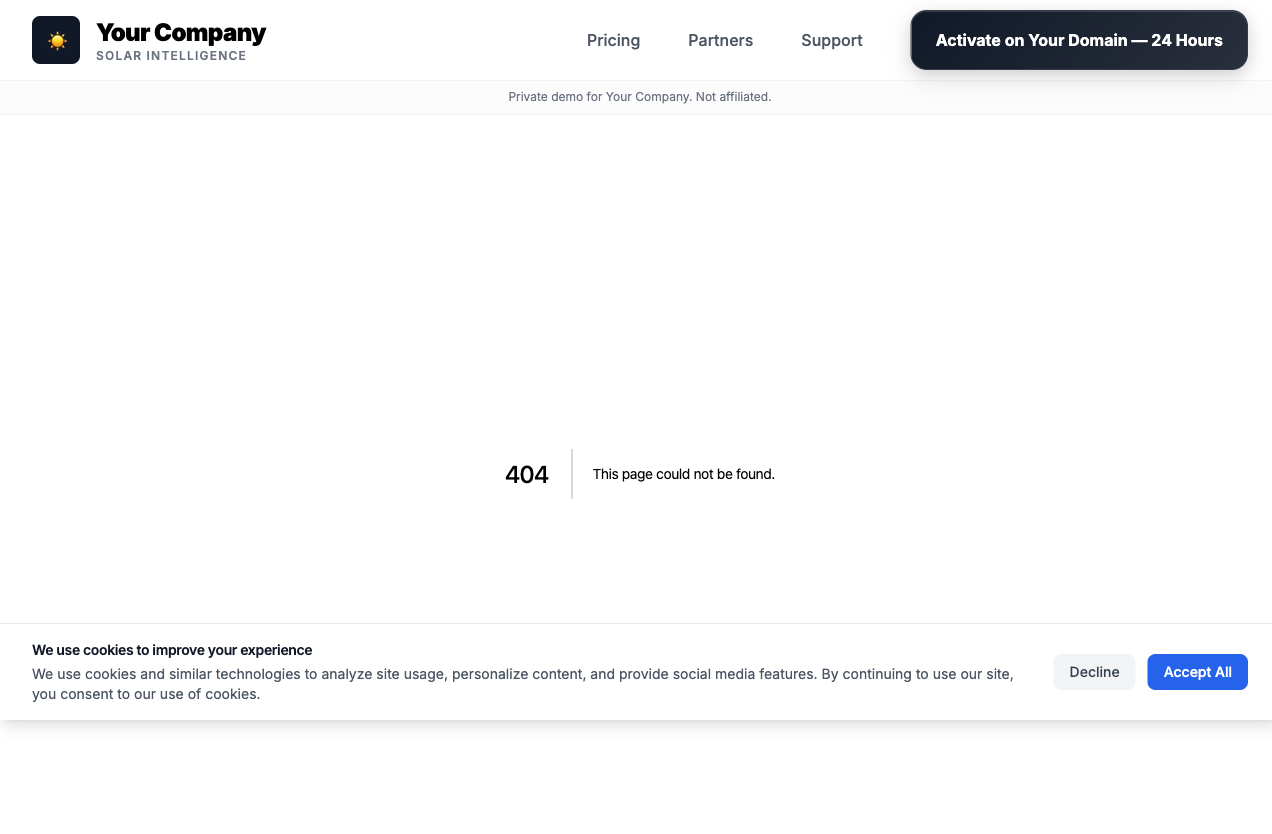 Your Company
SOLAR INTELLIGENCE
Pricing
Partners
Support
Activate on Your Domain — 24 Hours
Private demo for Your Company. Not affiliated.
404
This page could not be found.
We use cookies to improve your experience
We use cookies and similar technologies to analyze site usage, personalize content, and provide social media features. By continuing to use our site,
you consent to our use of cookies.
Decline
Accept All